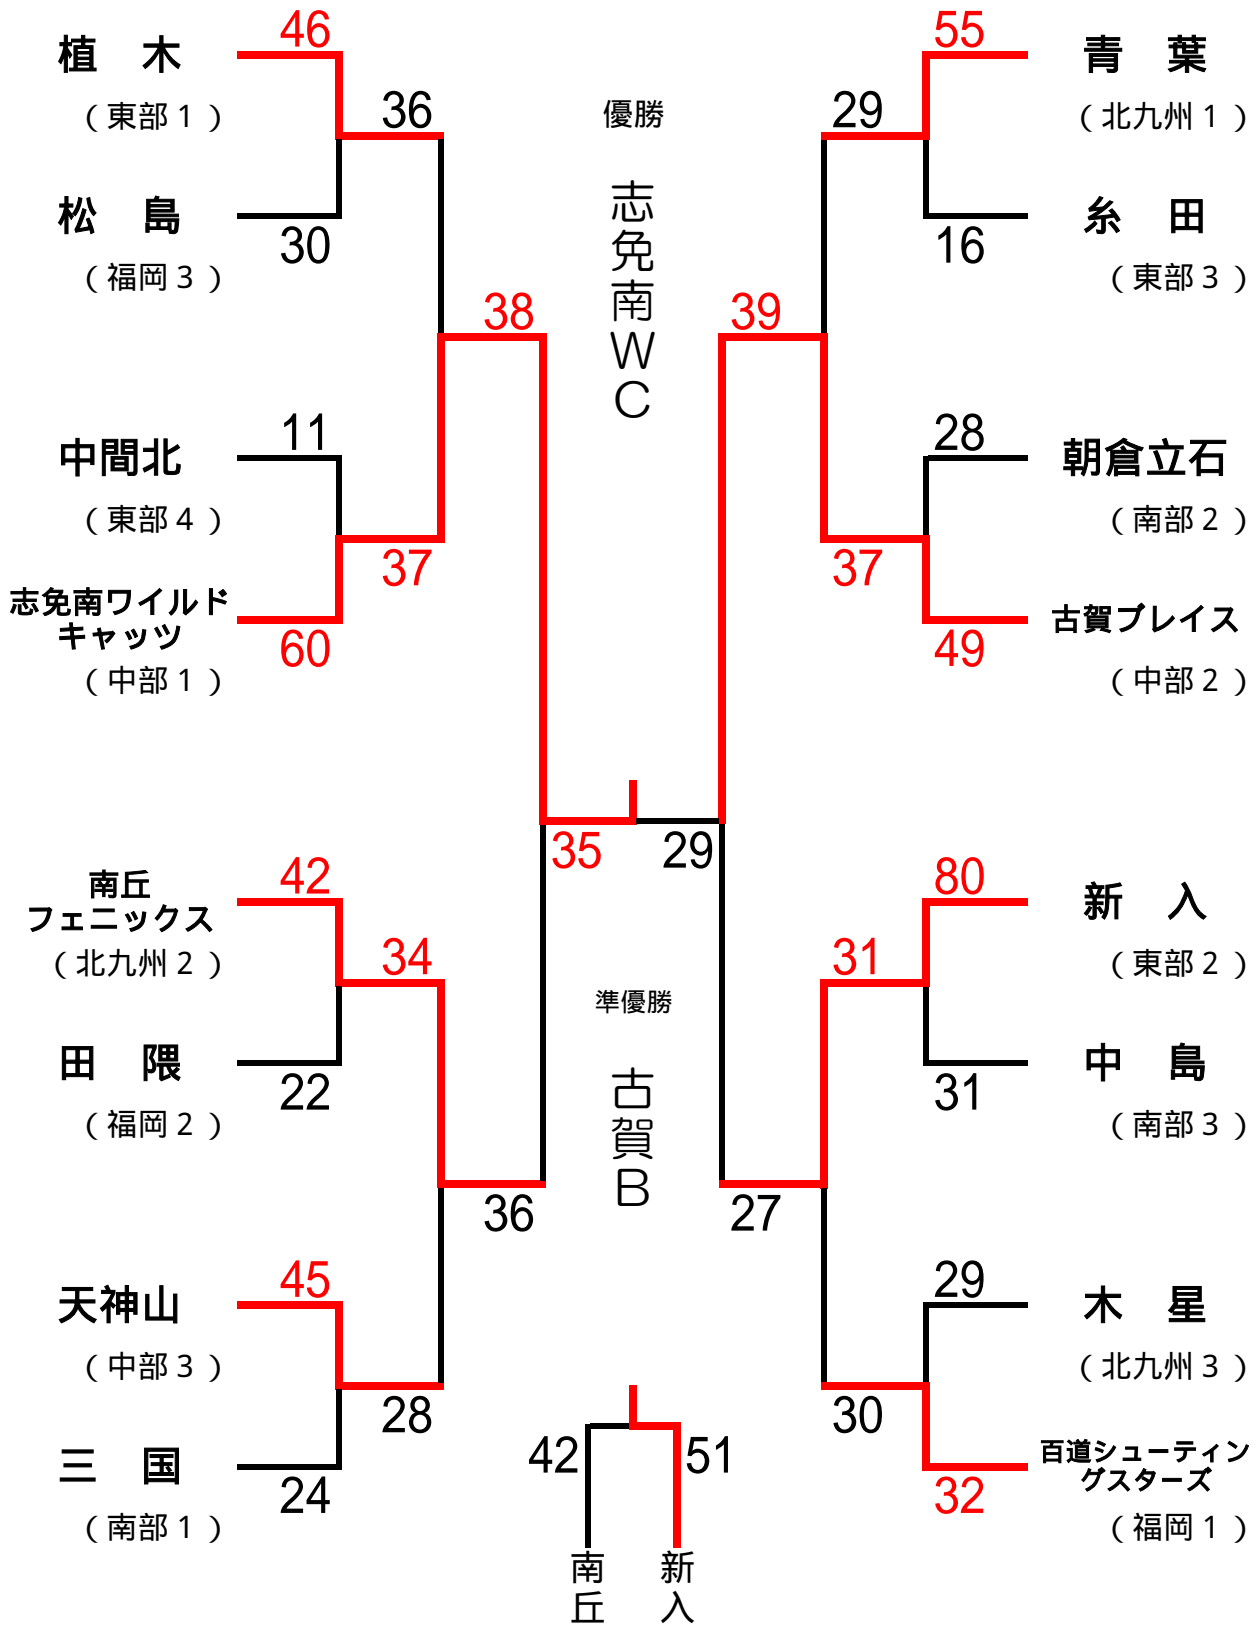 46
植　木
（東部1）
36
松　島
30
（福岡3）
38
11
中間北
（東部4）
37
志免南ワイルド
キャッツ
60
（中部1）
42
南丘
フェニックス
（北九州2）
34
田　隈
22
（福岡2）
36
45
天神山
（中部3）
28
三　国
24
（南部1）
優勝
志免南WC
35
29
準優勝
古賀B
42
51
南丘
新入
55
青　葉
（北九州1）
29
糸　田
16
（東部3）
39
28
朝倉立石
（南部2）
37
古賀ブレイス
49
（中部2）
80
新　入
（東部2）
31
中　島
31
（南部3）
27
29
木　星
（北九州3）
30
百道シューティン
グスターズ
32
（福岡1）